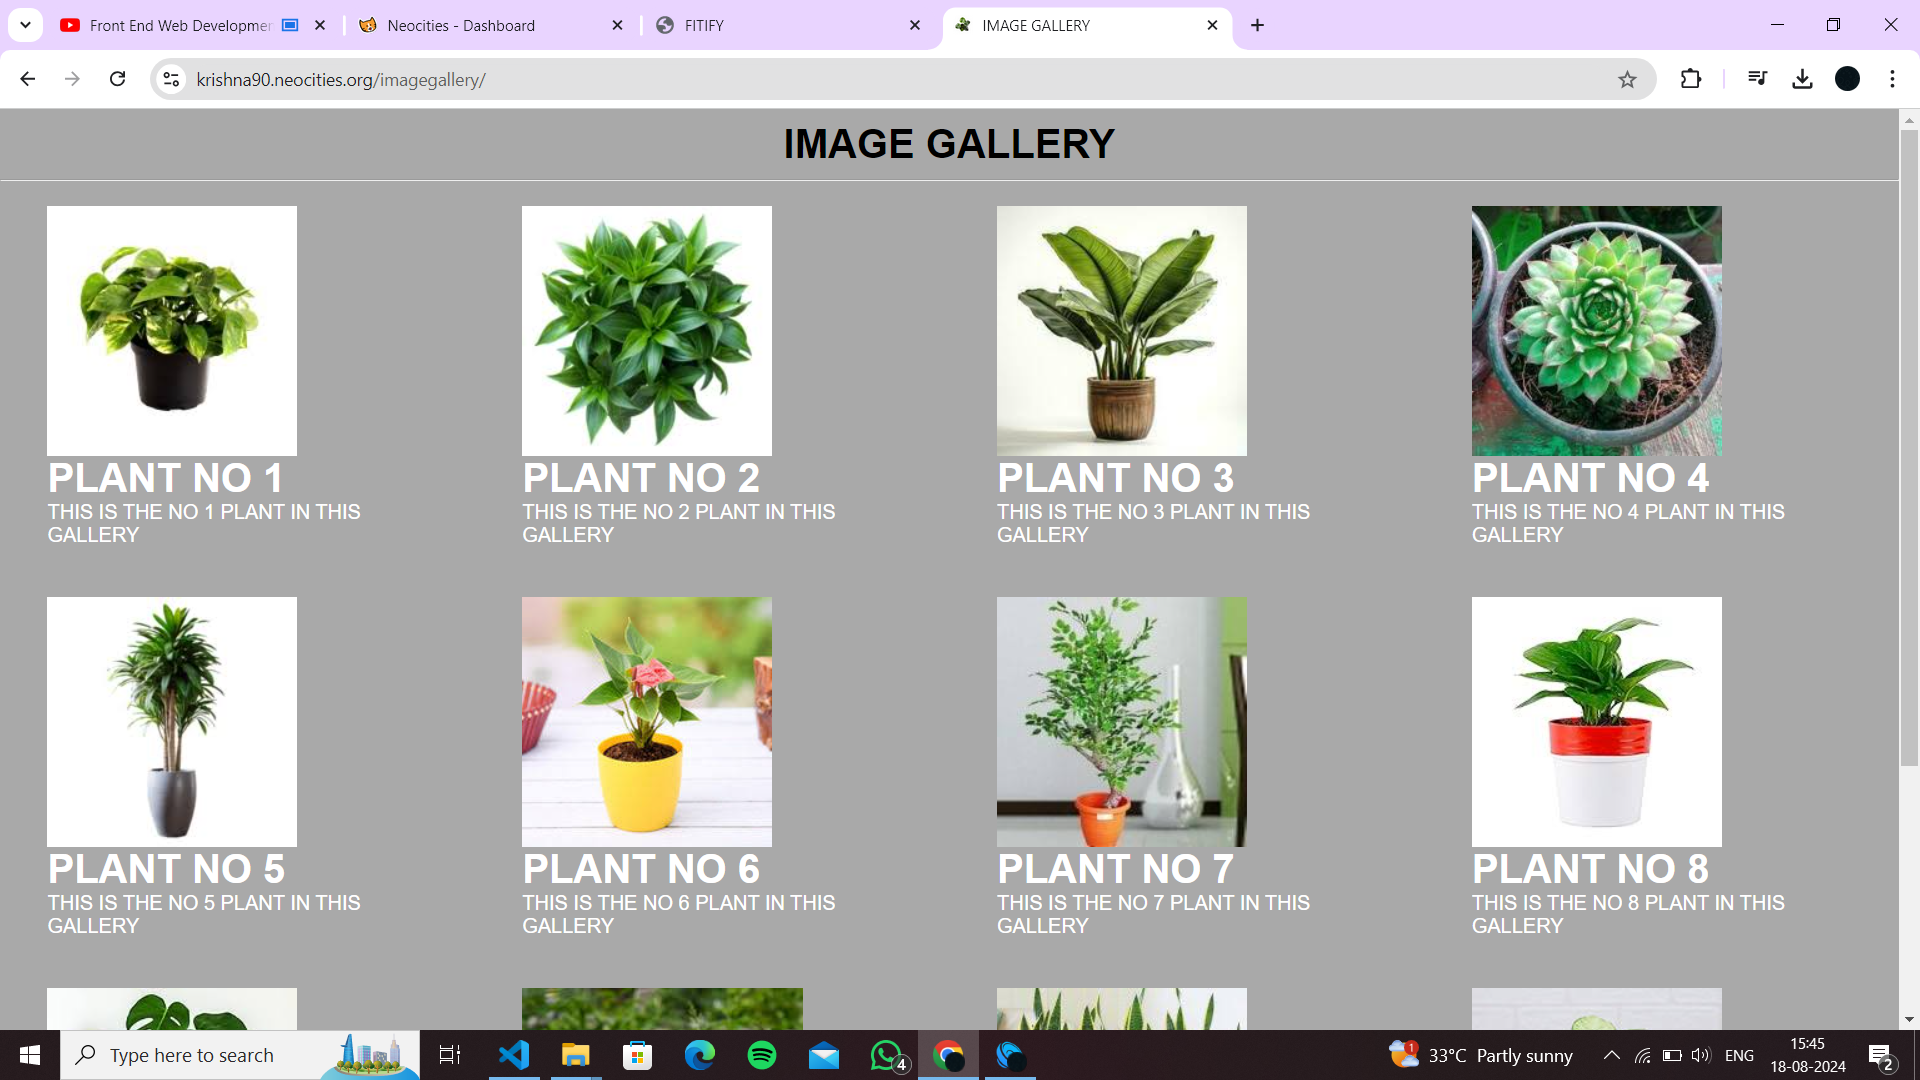 Front End Web Developmen
Neocities - Dashboard
FITIFY
IMAGE GALLERY
krishna90.neocities.org/imagegallery/
IMAGE GALLERY
PLANT NO 1
THIS IS THE NO 1 PLANT IN THIS
GALLERY
PLANT NO 2
THIS IS THE NO 2 PLANT IN THIS
GALLERY
PLANT NO 3
THIS IS THE NO 3 PLANT IN THIS
GALLERY
PLANT NO 4
THIS IS THE NO 4 PLANT IN THIS
GALLERY
PLANT NO 5
THIS IS THE NO 5 PLANT IN THIS
GALLERY
PLANT NO 6
THIS IS THE NO 6 PLANT IN THIS
GALLERY
PLANT NO 7
THIS IS THE NO 7 PLANT IN THIS
GALLERY
PLANT NO 8
THIS IS THE NO 8 PLANT IN THIS
GALLERY
Type here to search
4
1
33°C Partly sunny
ENG
15:45
18-08-2024
2